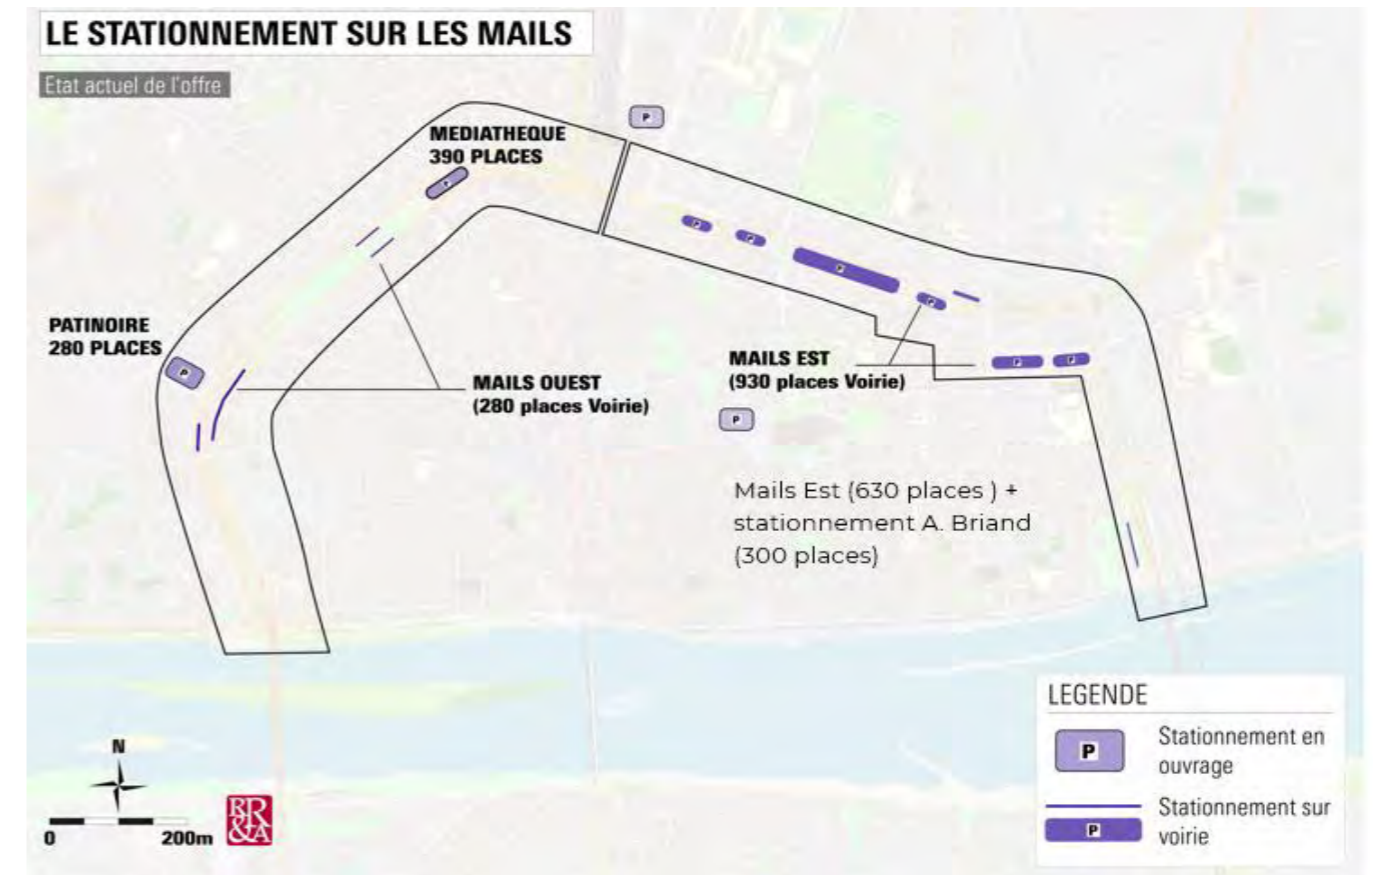 LE STATIONNEMENT SUR LES MAILS
Etat actuel de l'offre
P
MEDIATHEQUE
390 PLACES
P
P
P
P
P
PATINOIRE
280 PLACES
P
MAILS EST
(930 places Voirie)
P
P
P
MAILS OUEST
(280 places Voirie)
P
Mails Est (630 places ) +
stationnement A. Briand
(300 places)
LEGENDE
P
Stationnement en
ouvrage
Stationnement sur
P
voirie
N
0
200m
RR
&A